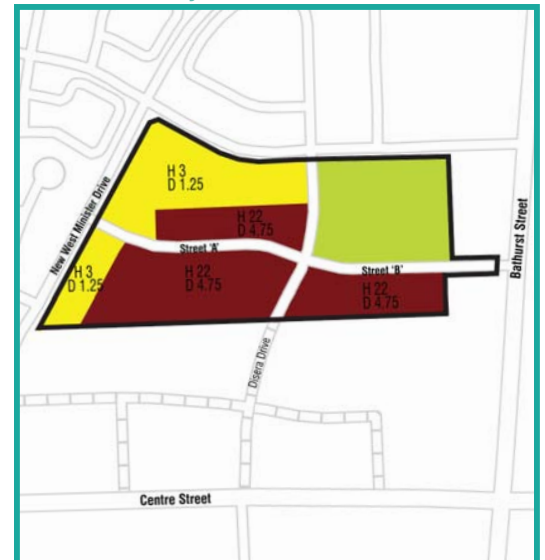 H 3
D 1.25
H 22
D 4.75
New West Minister Drive
Bathurst Street
Street 'A'
Street 'B'
H 3
D 1.25
H 22
D 4.75
H 22
D 4.75
Disera Drive
Centre Street